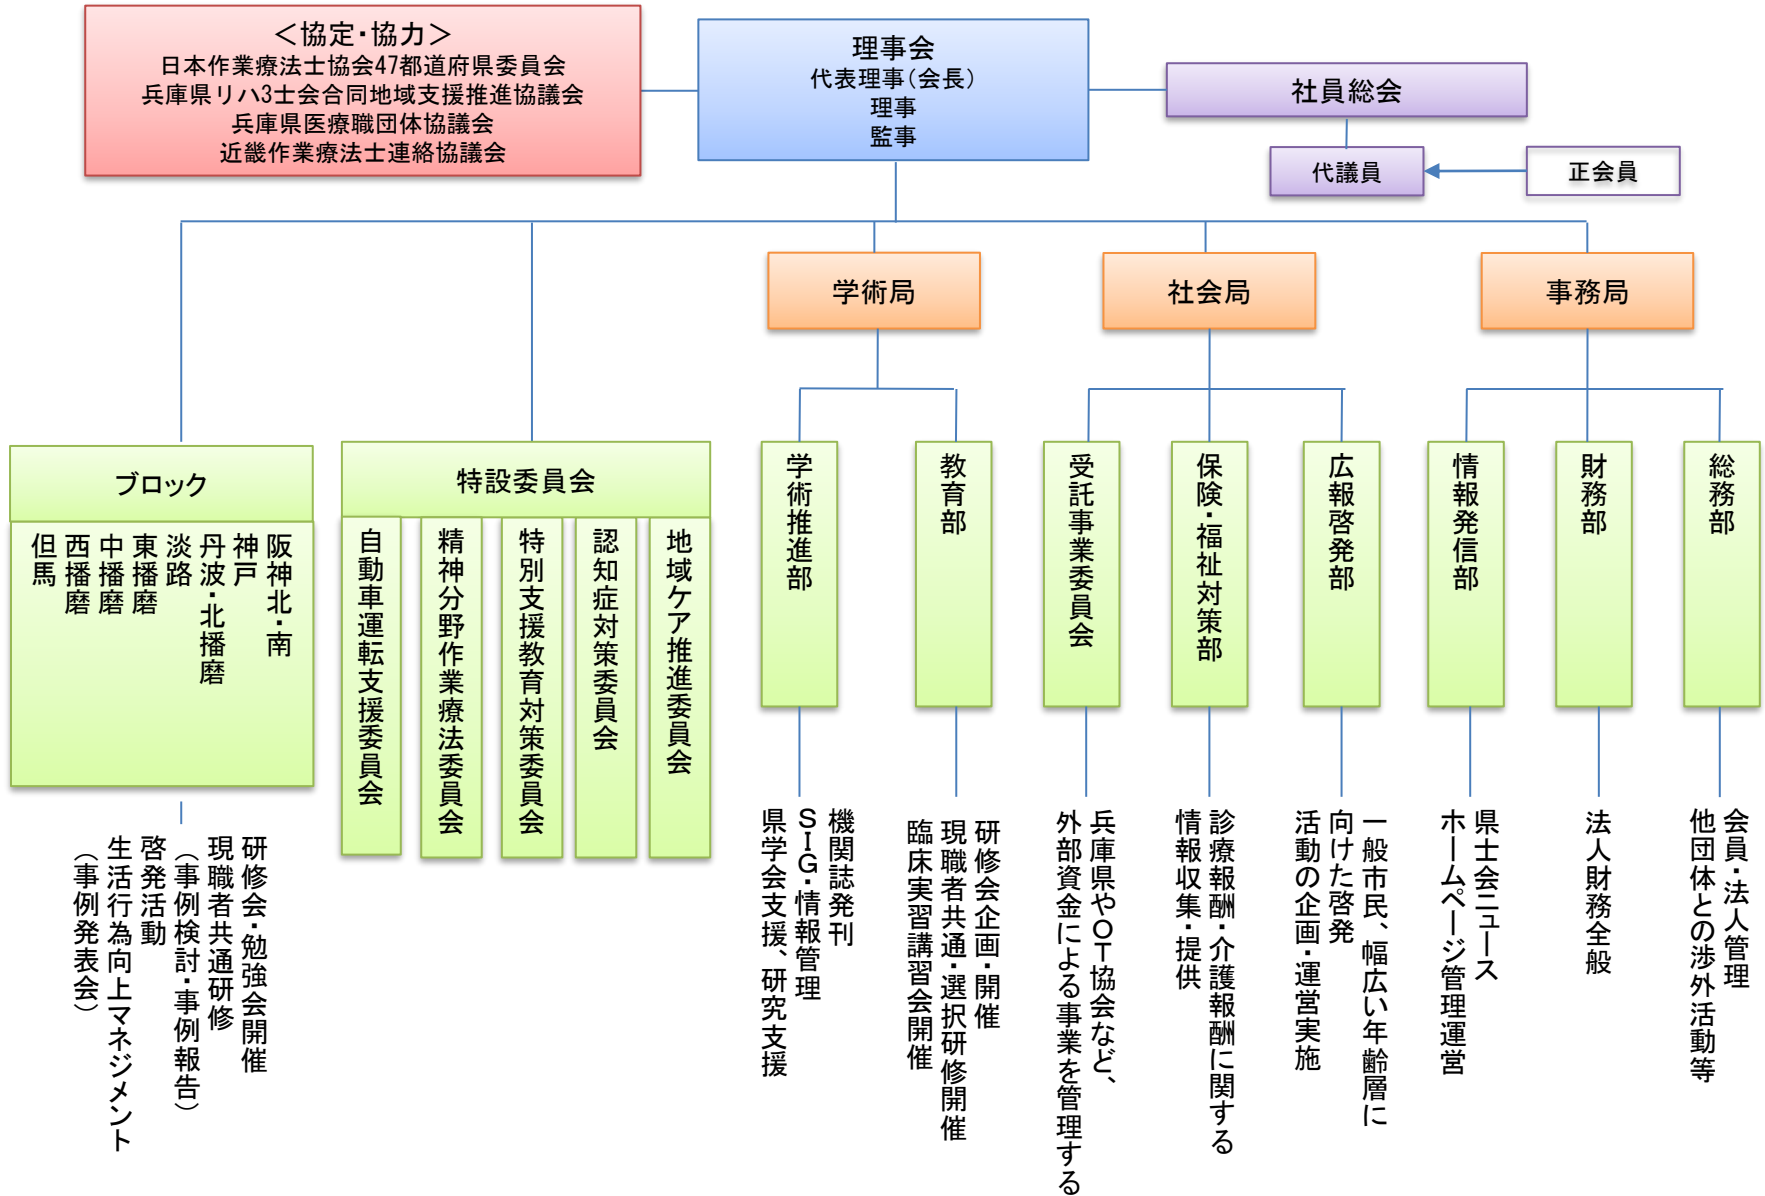 ＜協定・協力＞
日本作業療法士協会47都道府県委員会
兵庫県リハ3士会合同地域支援推進協議会
兵庫県医療職団体協議会
近畿作業療法士連絡協議会
理事会
代表理事（会長）
理事
監事
社員総会
代議員
正会員
学術局
社会局
事務局
ブロック
阪神北・南
神戸
丹波・北播磨
淡路
東播磨
中播磨
西播磨
但馬
研修会・勉強会開催
現職者共通研修
（事例検討・事例報告）
啓発活動
生活行為向上マネジメント
（事例発表会）
特設委員会
自動車運転支援委員会
精神分野作業療法委員会
特別支援教育対策委員会
認知症対策委員会
地域ケア推進委員会
学術推進部
機関誌発刊
ＳＩＧ・情報管理
県学会支援、研究支援
教育部
研修会企画・開催
現職者共通・選択研修開催
臨床実習講習会開催
受託事業委員会
兵庫県やＯＴ協会など、
外部資金による事業を管理する
保険・福祉対策部
診療報酬・介護報酬に関する
情報収集・提供
広報啓発部
一般市民、幅広い年齢層に
向けた啓発
活動の企画・運営実施
情報発信部
県士会ニュース
ホームページ管理運営
財務部
法人財務全般
総務部
会員・法人管理
他団体との渉外活動等